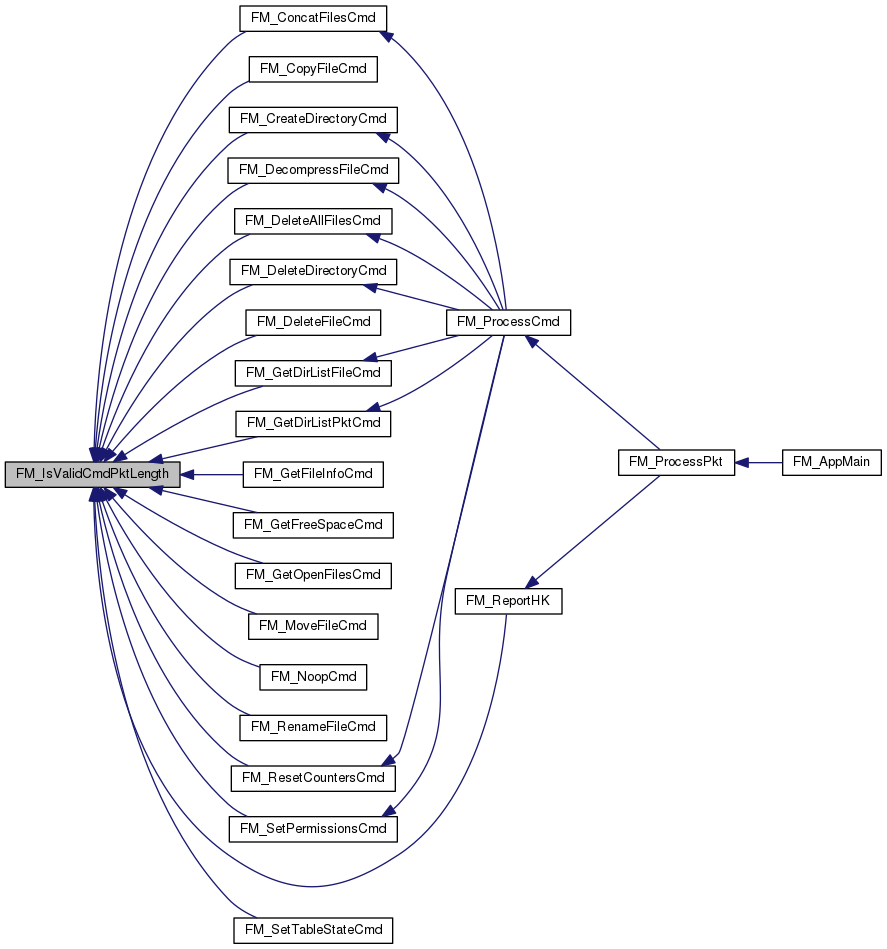 FM_ConcatFilesCmd
FM_CopyFileCmd
FM_CreateDirectoryCmd
FM_DecompressFileCmd
FM_DeleteAllFilesCmd
FM_DeleteDirectoryCmd
FM_DeleteFileCmd
FM_ProcessCmd
FM_GetDirListFileCmd
FM_GetDirListPktCmd
FM_IsValidCmdPktLength
FM_GetFileInfoCmd
FM_ProcessPkt
FM_AppMain
FM_GetFreeSpaceCmd
FM_GetOpenFilesCmd
FM_ReportHK
FM_MoveFileCmd
FM_NoopCmd
FM_RenameFileCmd
FM_ResetCountersCmd
FM_SetPermissionsCmd
FM_SetTableStateCmd